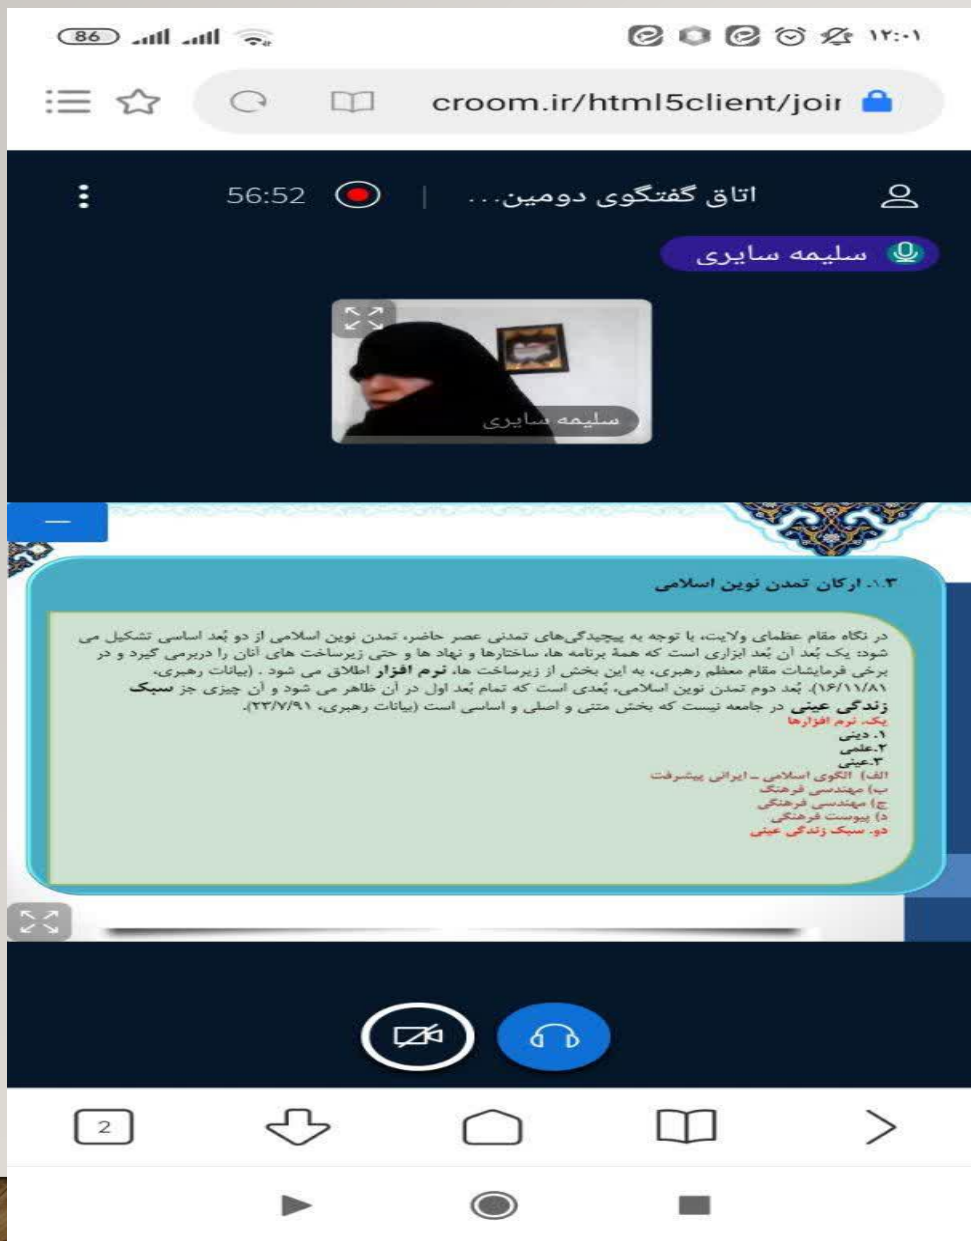 86
۱۲:۰۱
croom.ir/html5client/joir
56:52
اتاق گفتگوی دومین...
سلیمه سایری
سلیمه سایری
۱.۳. ارکان تمدن نوین اسلامی
در نگاه مقام عظمای ولایت، با توجه به پیچیدگی‌های تمدنی عصر حاضر، تمدن نوین اسلامی از دو بُعد اساسی تشکیل می
شود: یک بُعد آن بُعد ابزاری است که همهٔ برنامه ها، ساختارها و نهاد ها و حتی زیرساخت های آنان را دربرمی گیرد و در
برخی فرمایشات مقام معظم رهبری، به این بخش از زیرساخت ها، نرم افزار اطلاق می شود . (بیانات رهبری،
۱۶/۱۱/۸۱). بُعد دوم تمدن نوین اسلامی، بُعدی است که تمام بُعد اول در آن ظاهر می شود و آن چیزی جز سبک
زندگی عینی در جامعه نیست که بخش متنی و اصلی و اساسی است (بیانات رهبری، ۲۳/۷/۹۱).
یک. نرم افزارها
۱. دینی
۲.علمی
۳.عینی
الف) الگوی اسلامی - ایرانی پیشرفت
ب) مهندسی فرهنگ
ج) مهندسی فرهنگی
د) پیوست فرهنگی
دو. سبک زندگی عینی
2